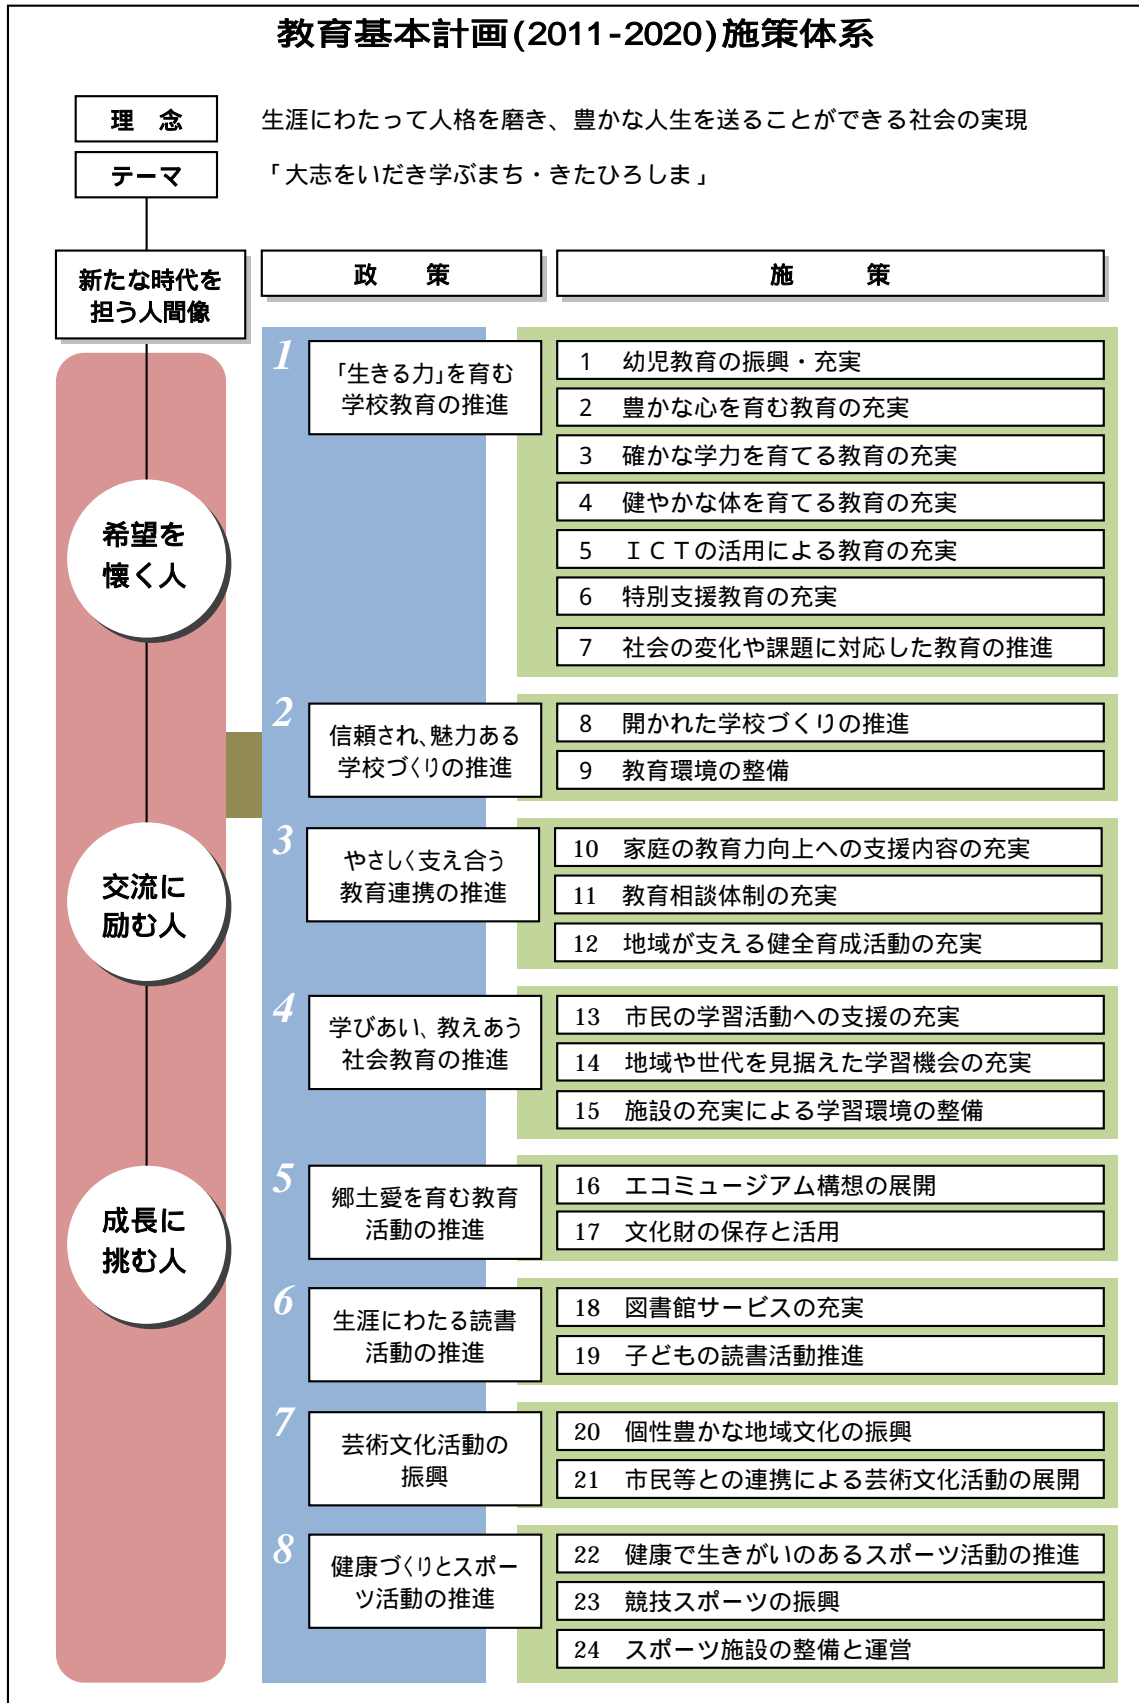 教育基本計画(2011-2020)施策体系
理　念
生涯にわたって人格を磨き、豊かな人生を送ることができる社会の実現
テーマ
「大志をいだき学ぶまち・きたひろしま」
新たな時代を
担う人間像
政　　策
施　　　策
希望を
懐く人
交流に
励む人
成長に
挑む人
1
「生きる力」を育む
学校教育の推進
1　幼児教育の振興・充実
2　豊かな心を育む教育の充実
3　確かな学力を育てる教育の充実
4　健やかな体を育てる教育の充実
5　ＩＣＴの活用による教育の充実
6　特別支援教育の充実
7　社会の変化や課題に対応した教育の推進
2
信頼され、魅力ある
学校づくりの推進
8　開かれた学校づくりの推進
9　教育環境の整備
3
やさしく支え合う
教育連携の推進
10　家庭の教育力向上への支援内容の充実
11　教育相談体制の充実
12　地域が支える健全育成活動の充実
4
学びあい、教えあう
社会教育の推進
13　市民の学習活動への支援の充実
14　地域や世代を見据えた学習機会の充実
15　施設の充実による学習環境の整備
5
郷土愛を育む教育
活動の推進
16　エコミュージアム構想の展開
17　文化財の保存と活用
6
生涯にわたる読書
活動の推進
18　図書館サービスの充実
19　子どもの読書活動推進
7
芸術文化活動の
振興
20　個性豊かな地域文化の振興
21　市民等との連携による芸術文化活動の展開
8
健康づくりとスポー
ツ活動の推進
22　健康で生きがいのあるスポーツ活動の推進
23　競技スポーツの振興
24　スポーツ施設の整備と運営